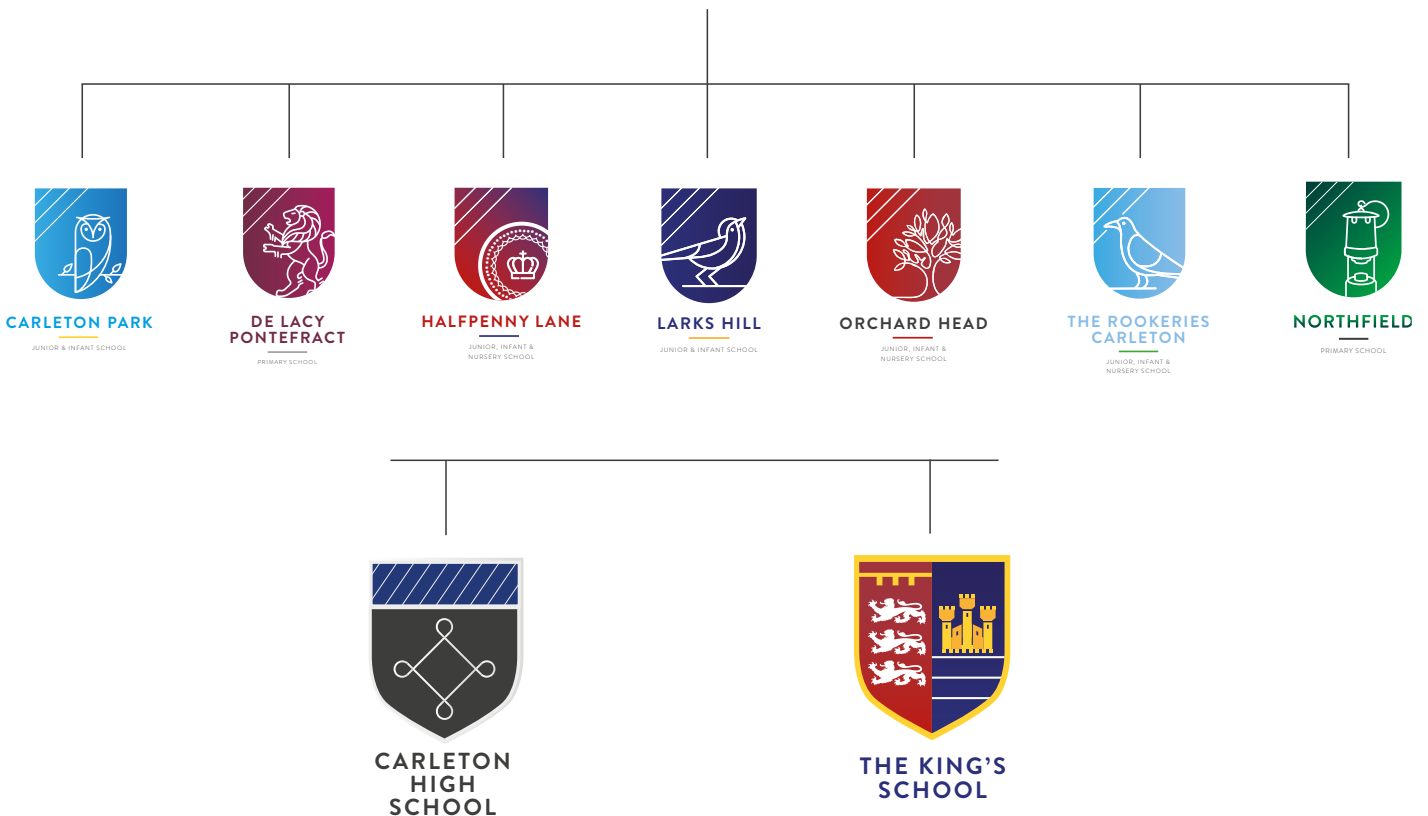 CARLETON PARK
JUNIOR & INFANT SCHOOL
DE LACY
PONTEFRACT
PRIMARY SCHOOL
HALFPENNY LANE
JUNIOR, INFANT &
NURSERY SCHOOL
LARKS HILL
JUNIOR & INFANT SCHOOL
ORCHARD HEAD
JUNIOR, INFANT &
NURSERY SCHOOL
THE ROOKERIES
CARLETON
JUNIOR, INFANT &
NURSERY SCHOOL
NORTHFIELD
PRIMARY SCHOOL
CARLETON
HIGH
SCHOOL
THE KING’S
SCHOOL